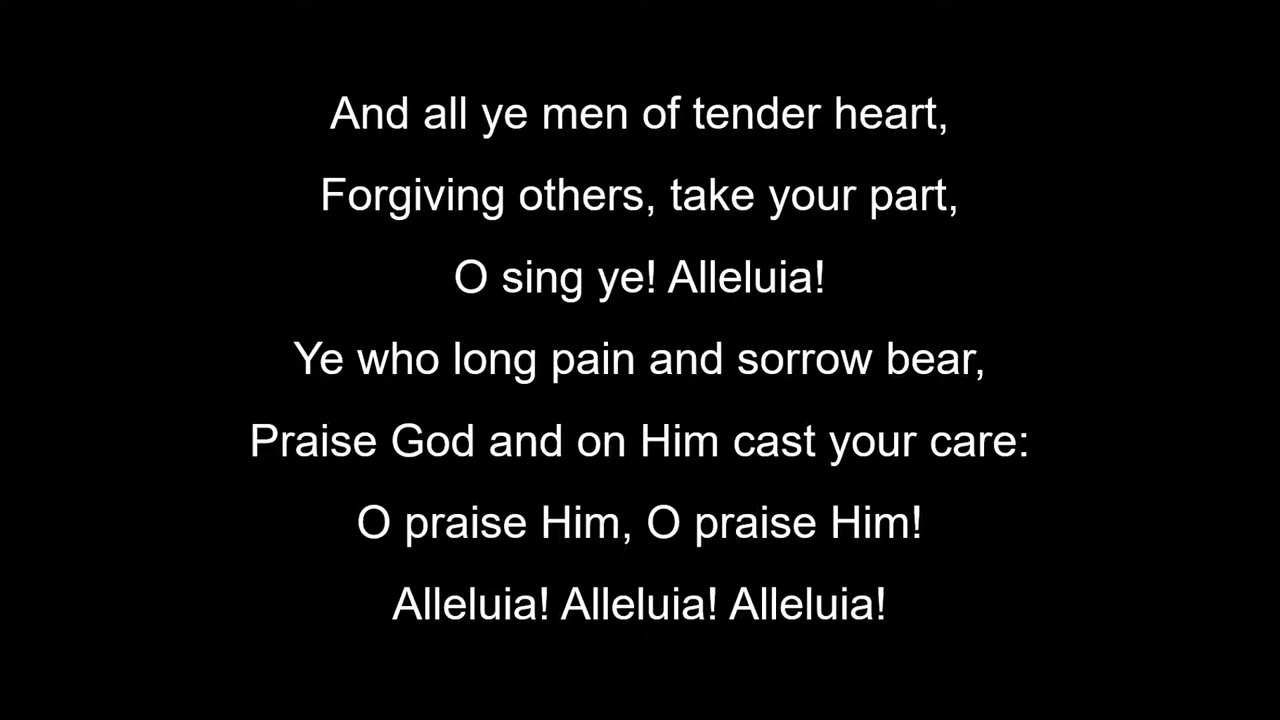 And all ye men of tender heart,
Forgiving others, take your part,
O sing ye! Alleluia!
Ye who long pain and sorrow bear,
Praise God and on Him cast your care:
O praise Him, O praise Him!
Alleluia! Alleluia! Alleluia!